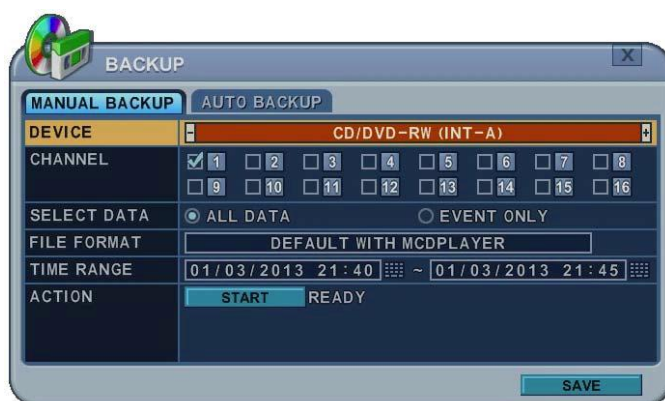 BACKUP
X
MANUAL BACKUP AUTO BACKUP
DEVICE - CD/DVD-RW (INT-A) +
CHANNEL 1 2 3 4 5 6 7 8
9 10 11 12 13 14 15 16
SELECT DATA ALL DATA EVENT ONLY
FILE FORMAT DEFAULT WITH MCDPLAYER
TIME RANGE 01/03/2013 21:40 ~ 01/03/2013 21:45
ACTION START READY
SAVE